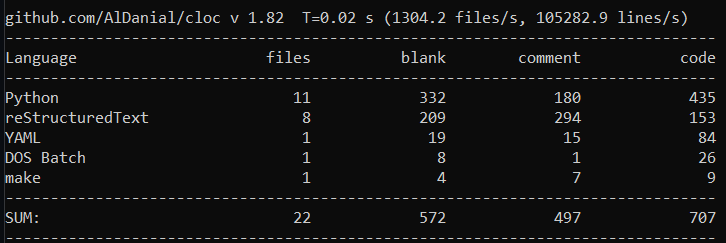 github.com/AlDanial/cloc v 1.82  T=0.02 s (1304.2 files/s, 105282.9 lines/s)
-------------------------------------------------------------------------------
Language                     files          blank        comment           code
-------------------------------------------------------------------------------
Python                          11            332            180            435
reStructuredText                 8            209            294            153
YAML                             1             19             15             84
DOS Batch                        1              8              1             26
make                             1              4              7              9
-------------------------------------------------------------------------------
SUM:                            22            572            497            707
-------------------------------------------------------------------------------